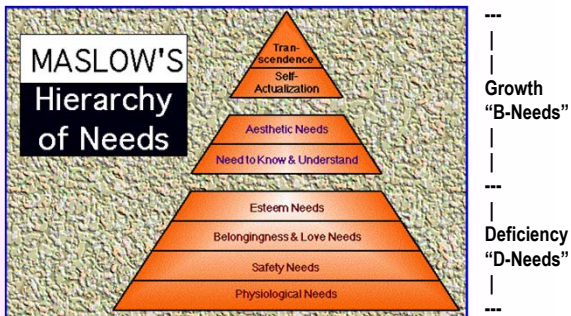 MASLOW'S
Hierarchy
of Needs
Tran-
scendence
Self-
Actualization
Aesthetic Needs
Need to Know & Understand
Esteem Needs
Belongingness & Love Needs
Safety Needs
Physiological Needs
---
|
|
Growth
“B-Needs”
|
|
---
|
Deficiency
“D-Needs”
|
---